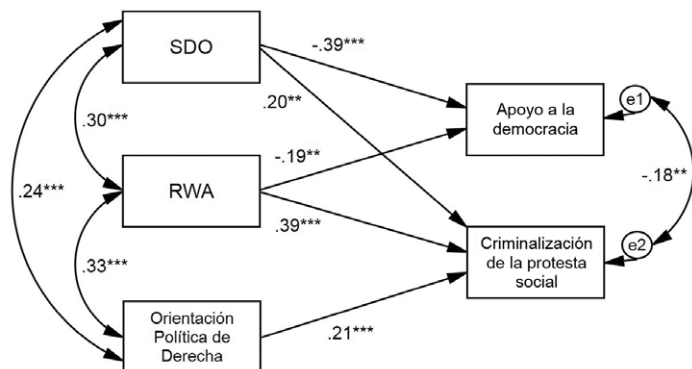 SDO
-.39***
.20**
Apoyo a la
democracia
e1
.30***
-.19**
-.18**
.24***
RWA
.39***
Criminalización
de la protesta
social
e2
.33***
Orientación
Política de
Derecha
.21***